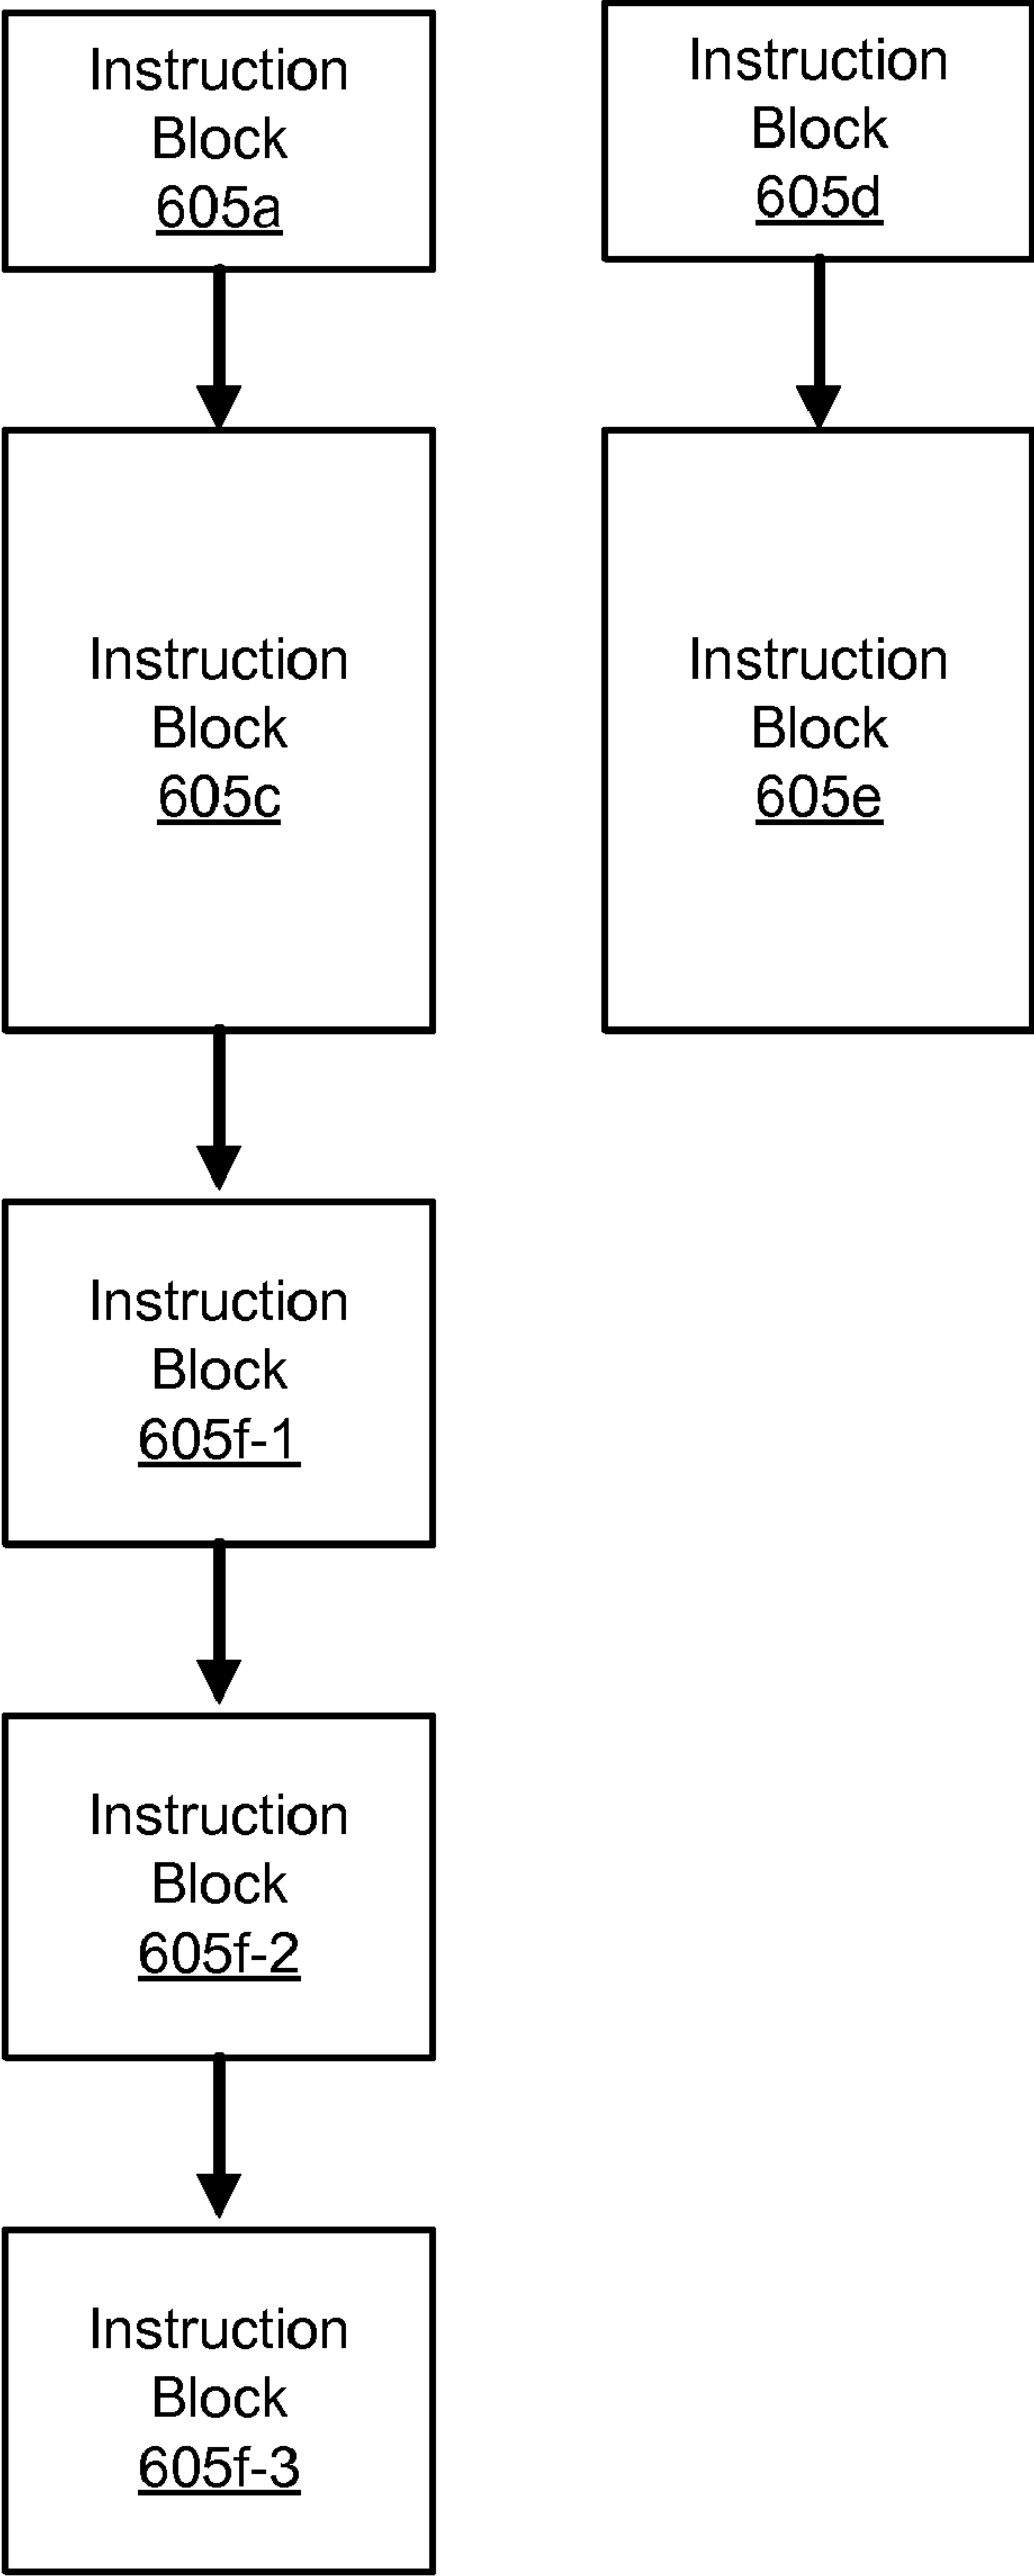 Instruction
Block
605a
Instruction
Block
605d
Instruction
Block
605c
Instruction
Block
605e
Instruction
Block
605f-1
Instruction
Block
605f-2
Instruction
Block
605f-3